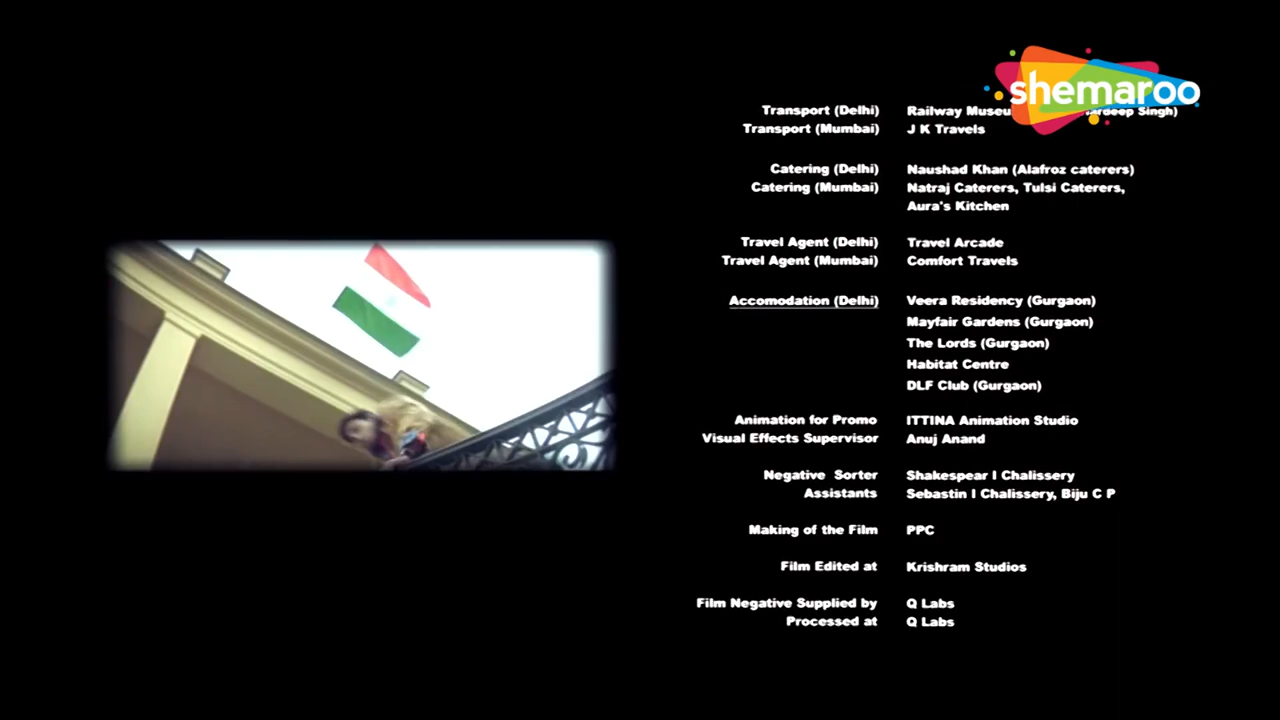 shemaroo
Transport (Delhi) Railway Singh)
Transport (Mumbai) J K Travels
Catering (Delhi) Naushad Khan (Alafroz caterers)
Catering (Mumbai) Natraj Caterers, Tulsi Caterers,
Aura's Kitchen
Travel Agent (Delhi) Travel Arcade
Travel Agent (Mumbai) Comfort Travels
Accomodation (Delhi) Veera Residency (Gurgaon)
Mayfair Gardens (Gurgaon)
The Lords (Gurgaon)
Habitat Centre
DLF Club (Gurgaon)
Animation for Promo ITTINA Animation Studio
Visual Effects Supervisor Anuj Anand
Negative Sorter Shakespear I Chalissery
Assistants Sebastin I Chalissery, Biju C P
Making of the Film PPC
Film Edited at Krishram Studios
Film Negative Supplied by Q Labs
Processed at Q Labs